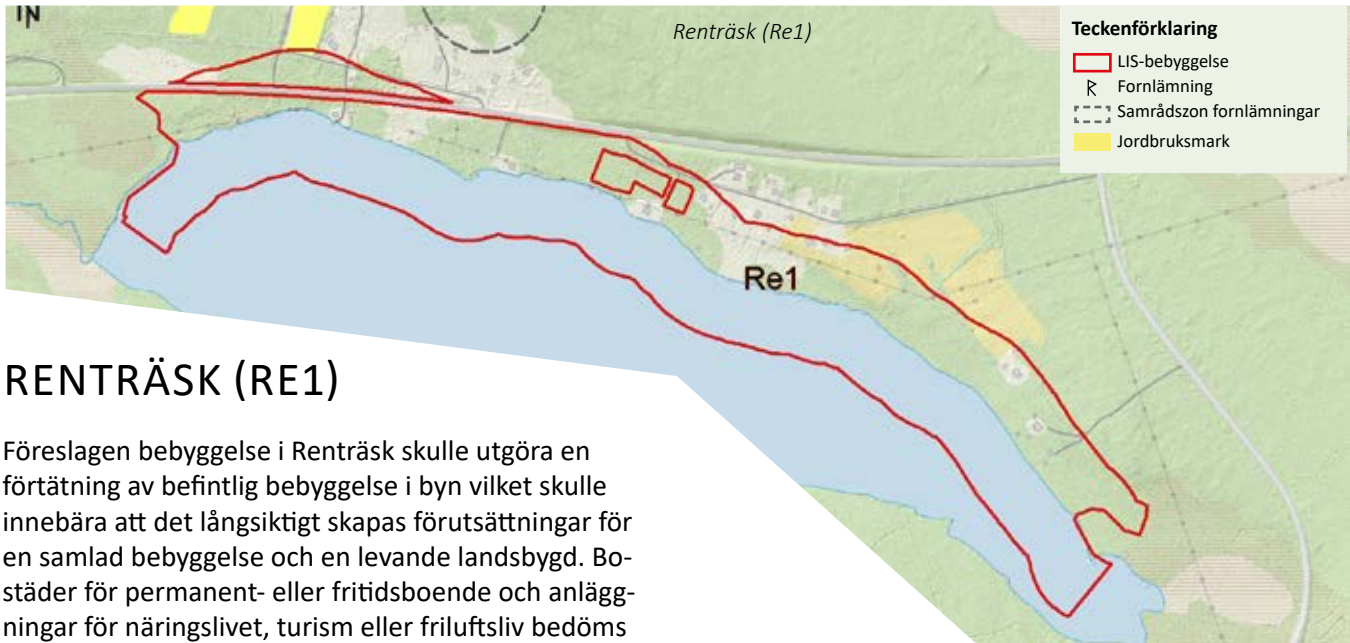 N
Renträsk (Re1)
Teckenförklaring
LIS-bebyggelse
Fornlämning
Samrådszon fornlämningar
Jordbruksmark
Re1
RENTRÄSK (RE1)
Föreslagen bebyggelse i Renträsk skulle utgöra en
förtätning av befintlig bebyggelse i byn vilket skulle
innebära att det långsiktigt skapas förutsättningar för
en samlad bebyggelse och en levande landsbygd. Bo-
städer för permanent- eller fritidsboende och anlägg-
ningar för näringslivet, turism eller friluftsliv bedöms